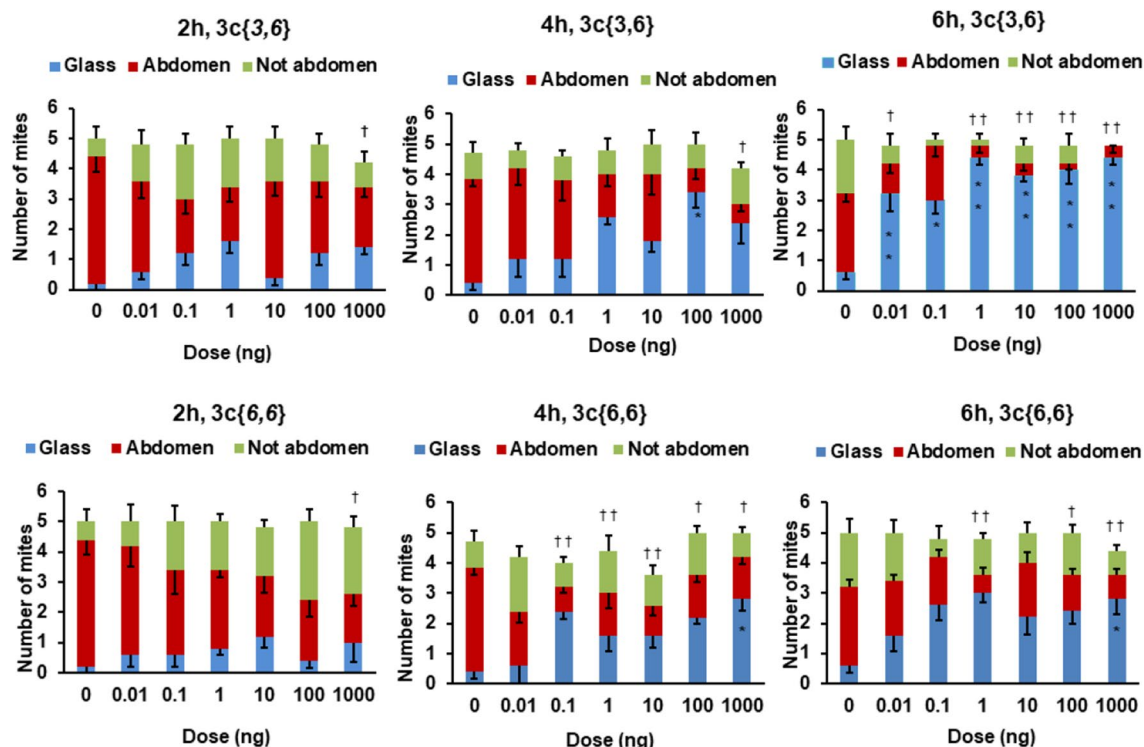 2h, 3c{3,6}
Glass Abdomen Not abdomen
Number of mites
6
5
4
3
2
1
0
†
0 0.01 0.1 1 10 100 1000
Dose (ng)
4h, 3c{3,6}
Glass Abdomen Not abdomen
Number of mites
6
5
4
3
2
1
0
†
*
0 0.01 0.1 1 10 100 1000
Dose (ng)
6h, 3c{3,6}
Glass Abdomen Not abdomen
Number of mites
6
5
4
3
2
1
0
† †† †† †† ††
* * * * * * * * * * *
0 0.01 0.1 1 10 100 1000
Dose (ng)
2h, 3c{6,6}
Glass Abdomen Not abdomen
Number of mites
6
5
4
3
2
1
0
†
0 0.01 0.1 1 10 100 1000
Dose (ng)
4h, 3c{6,6}
Glass Abdomen Not abdomen
Number of mites
6
5
4
3
2
1
0
†† †† †† † †
*
0 0.01 0.1 1 10 100 1000
Dose (ng)
6h, 3c{6,6}
Glass Abdomen Not abdomen
Number of mites
6
5
4
3
2
1
0
†† † ††
*
0 0.01 0.1 1 10 100 1000
Dose (ng)